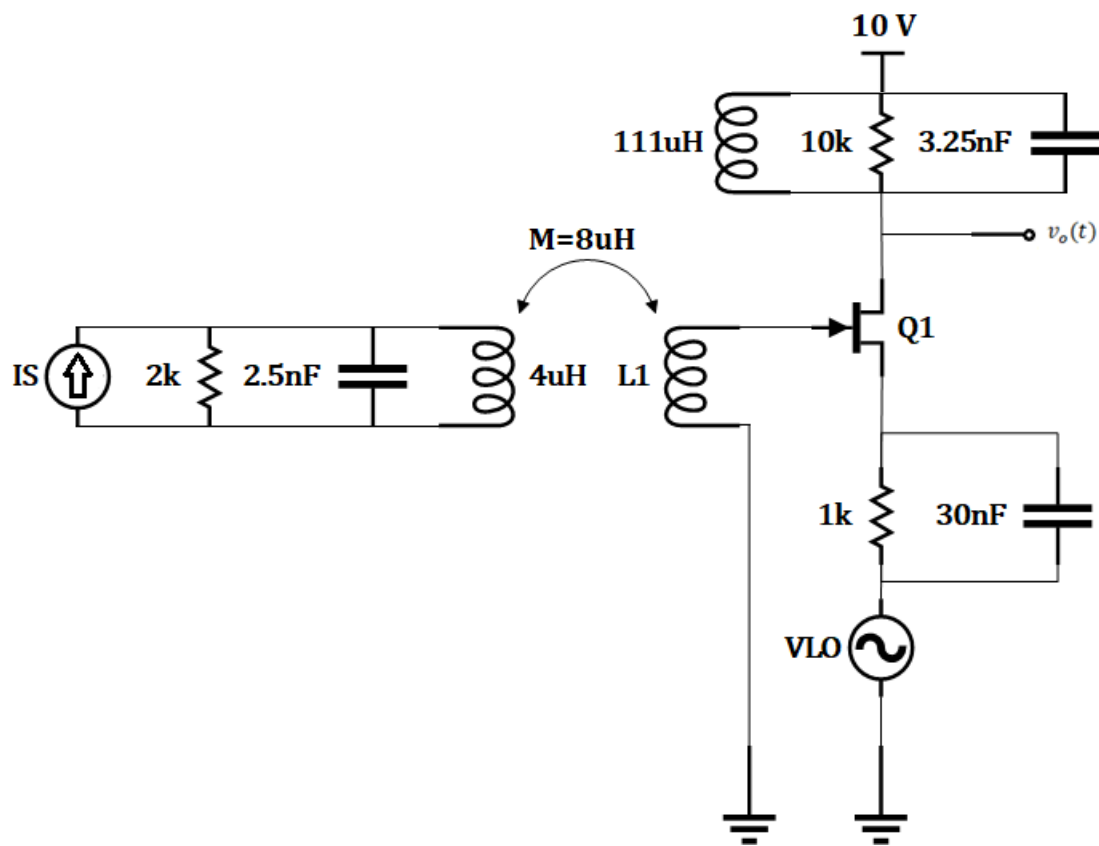 10 V
111uH
10k
3.25nF
v_o(t)
M=8uH
Q1
IS
2k
2.5nF
4uH
L1
1k
30nF
VLO